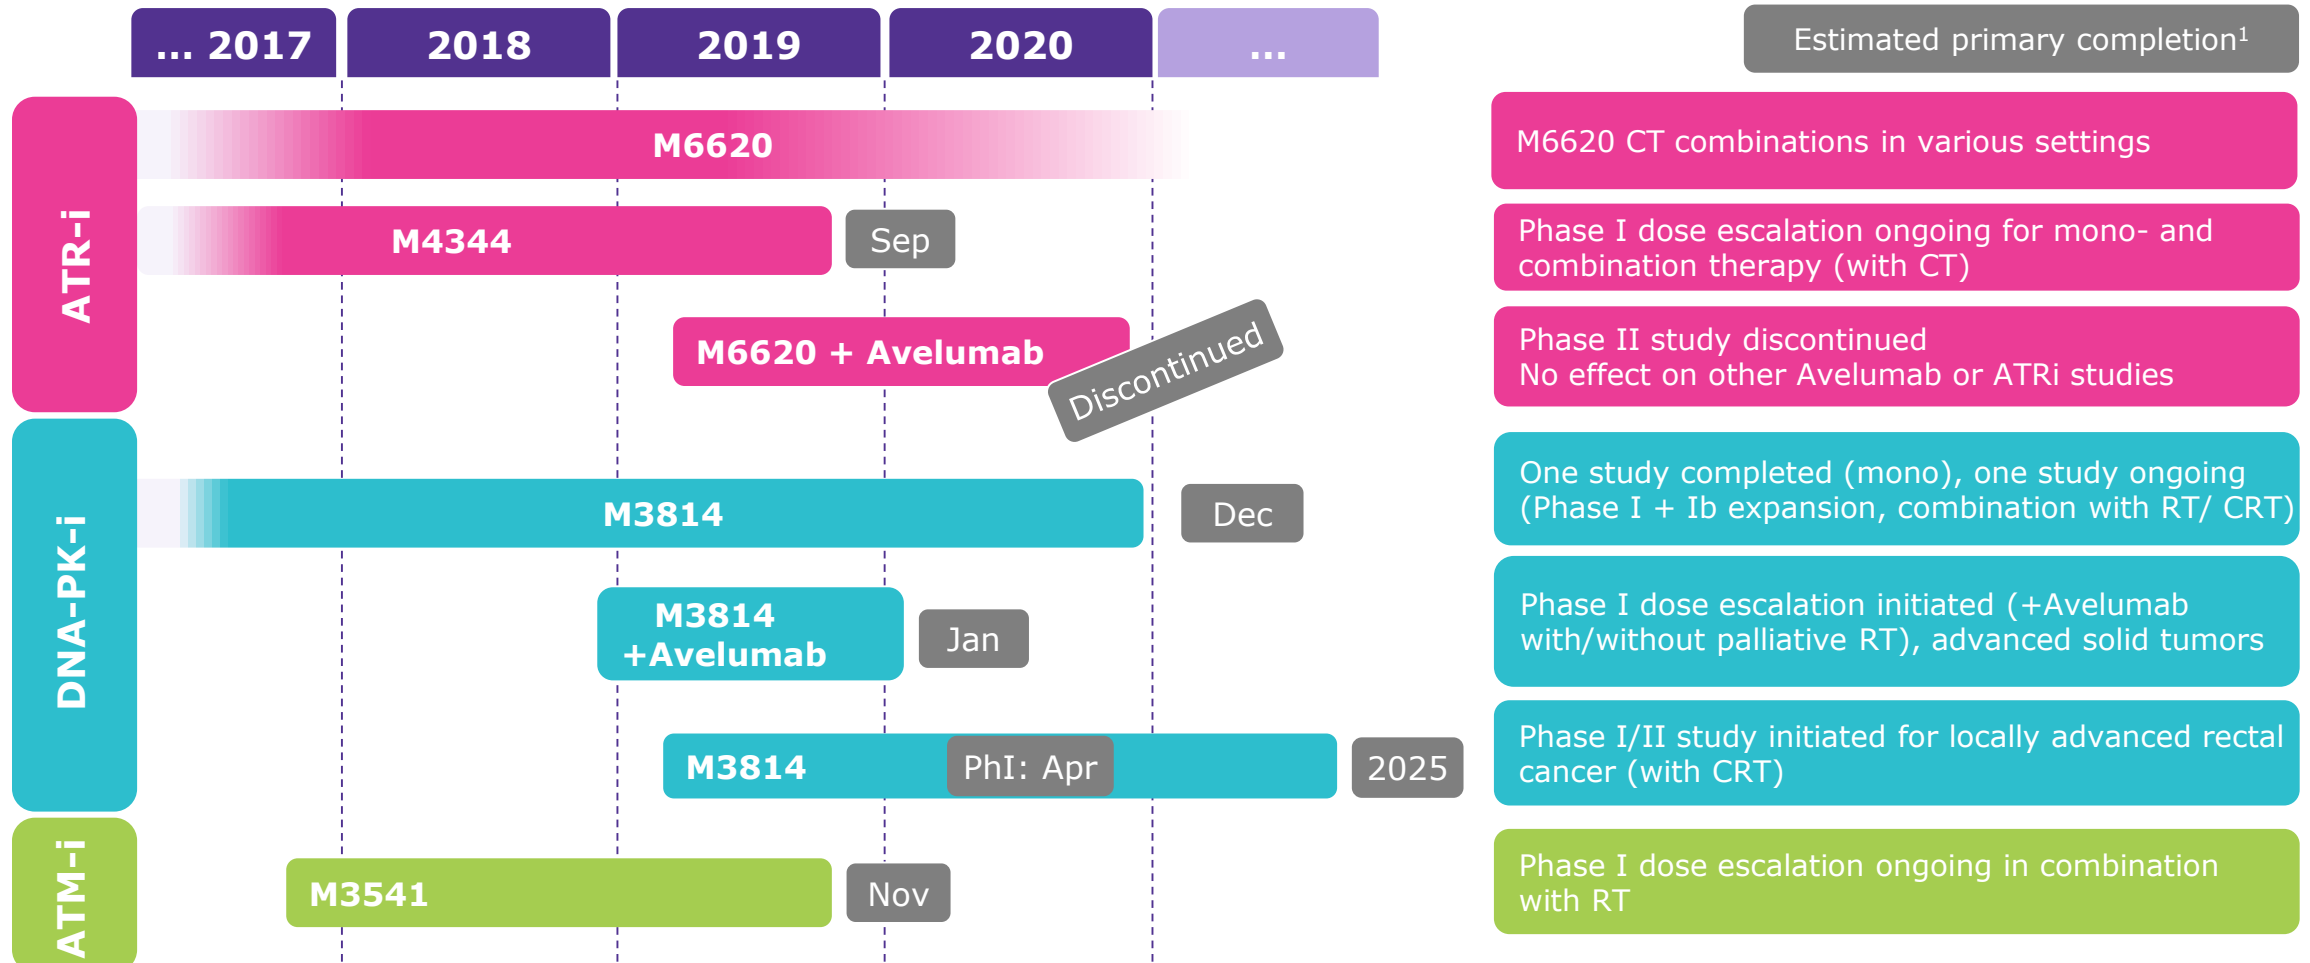 ... 2017
2018
2019
2020
...
Estimated primary completion¹
ATR-i
M6620
M6620 CT combinations in various settings
M4344
Sep
Phase I dose escalation ongoing for mono- and
combination therapy (with CT)
M6620 + Avelumab
Discontinued
Phase II study discontinued
No effect on other Avelumab or ATRi studies
DNA-PK-i
M3814
Dec
One study completed (mono), one study ongoing
(Phase I + Ib expansion, combination with RT/ CRT)
M3814
+Avelumab
Jan
Phase I dose escalation initiated (+Avelumab
with/without palliative RT), advanced solid tumors
M3814
PhI: Apr
2025
Phase I/II study initiated for locally advanced rectal
cancer (with CRT)
ATM-i
M3541
Nov
Phase I dose escalation ongoing in combination
with RT